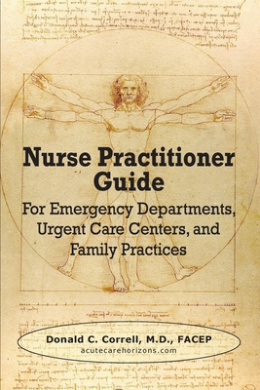 Nurse Practitioner
Guide
For Emergency Departments,
Urgent Care Centers, and
Family Practices
Donald C. Correll, M.D., FACEP
acutecarehorizons.com